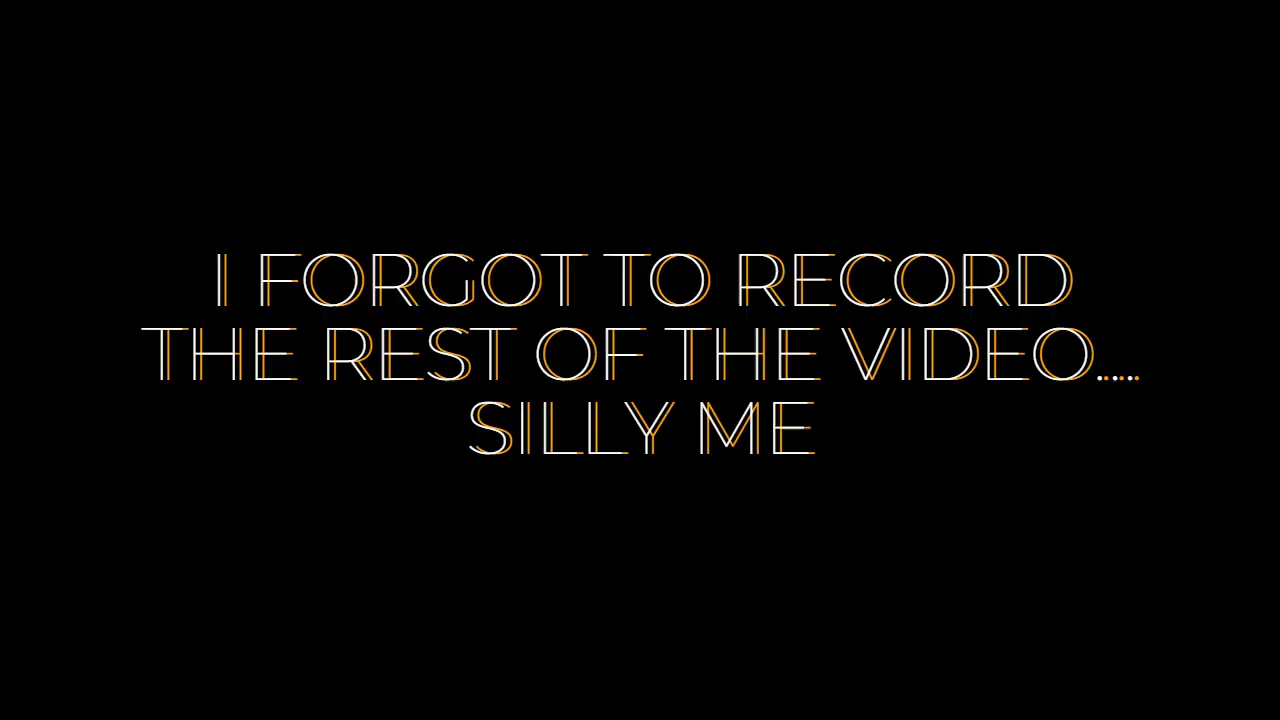 I FORGOT TO RECORD
THE REST OF THE VIDEO.....
SILLY ME